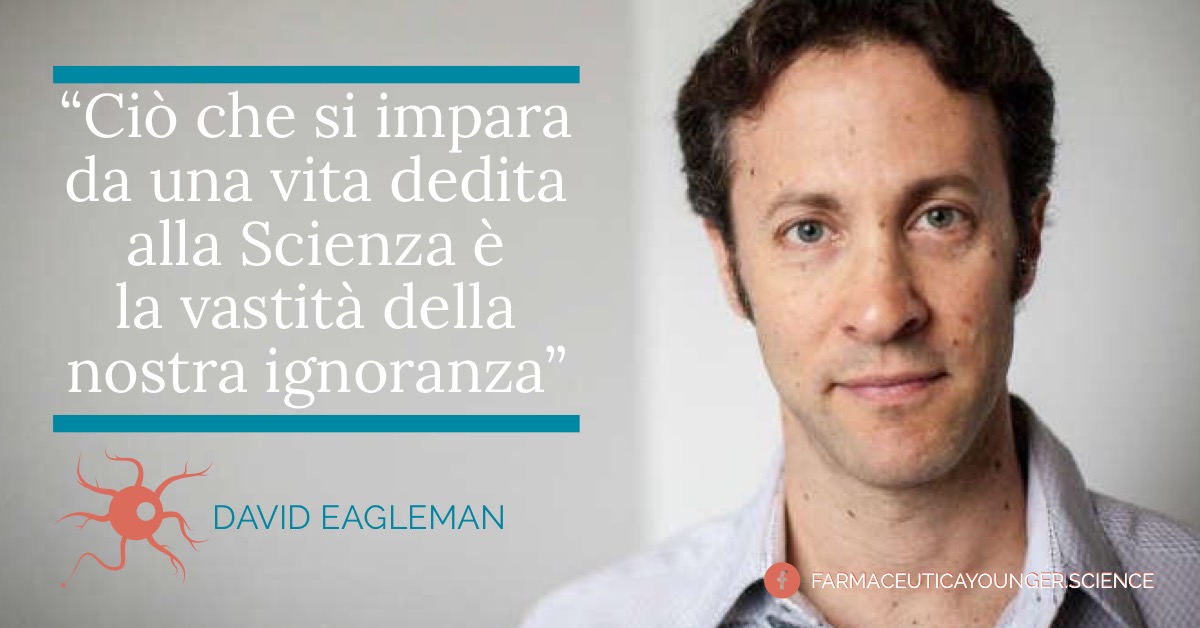 “Ciò che si impara
da una vita dedita
alla Scienza è
la vastità della
nostra ignoranza”
DAVID EAGLEMAN
f FARMACEUTICAYOUNGER.SCIENCE